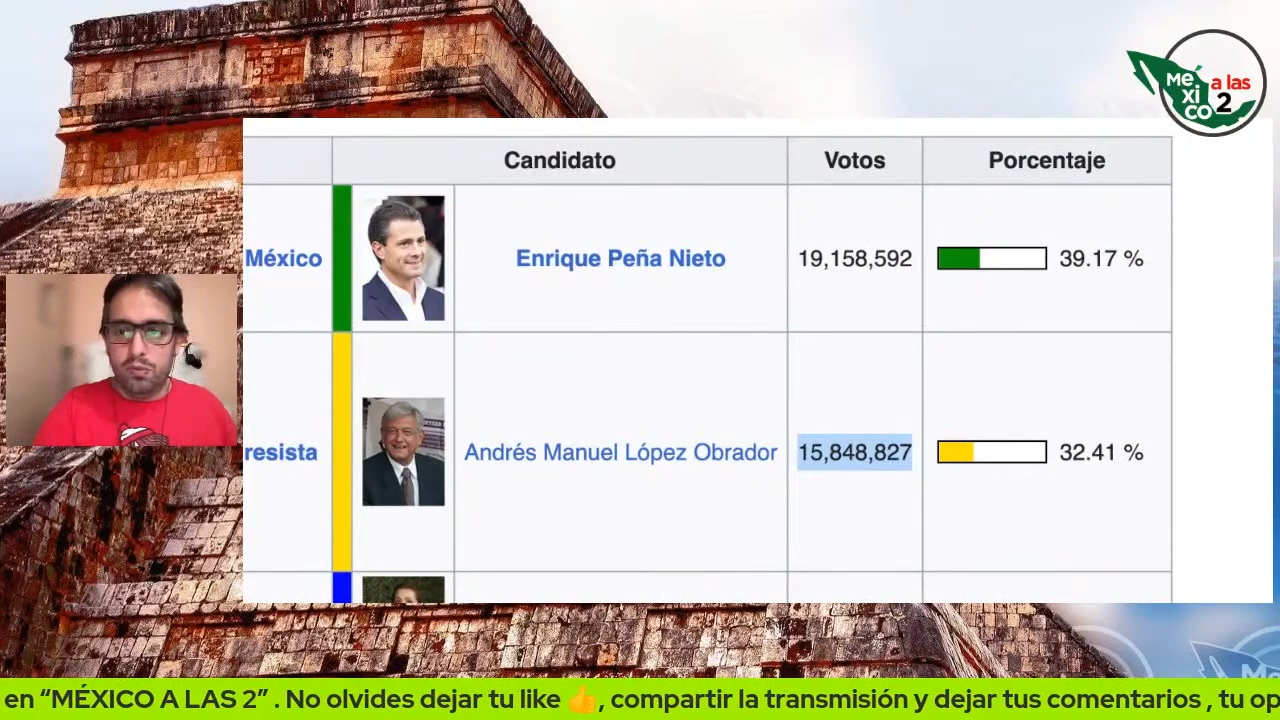 Mé
xi
co
a las
2
Candidato Votos Porcentaje
México Enrique Peña Nieto 19,158,592 39.17 %
resista Andrés Manuel López Obrador 15,848,827 32.41 %
en “MÉXICO A LAS 2” . No olvides dejar tu like 👍, compartir la transmisión y dejar tus comentarios , tu op